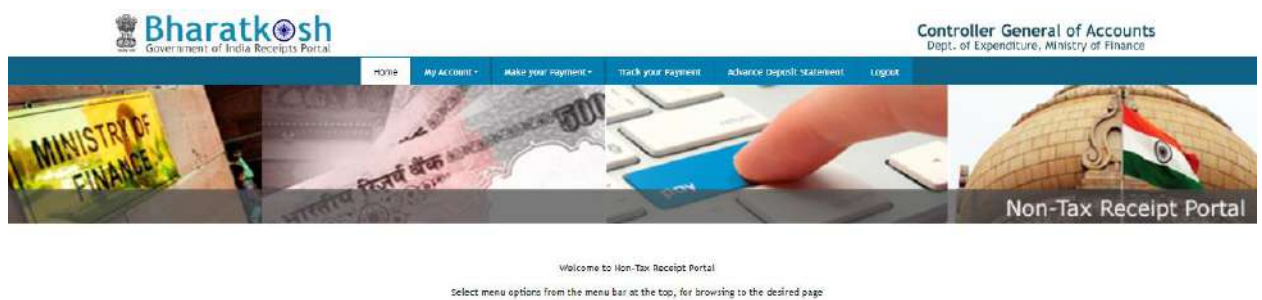 Bharatkosh
Government of India Receipts Portal
Controller General of Accounts
Dept. of Expenditure, Ministry of Finance
Home My Account Make your Payment Track your Payment Advance Deposit Statement Logout
MINISTRY OF
FINANCE
500
भारतीय रिज़र्व बैंक
PAY
Non-Tax Receipt Portal
Welcome to Non-Tax Receipt Portal
Select menu options from the menu bar at the top, for browsing to the desired page